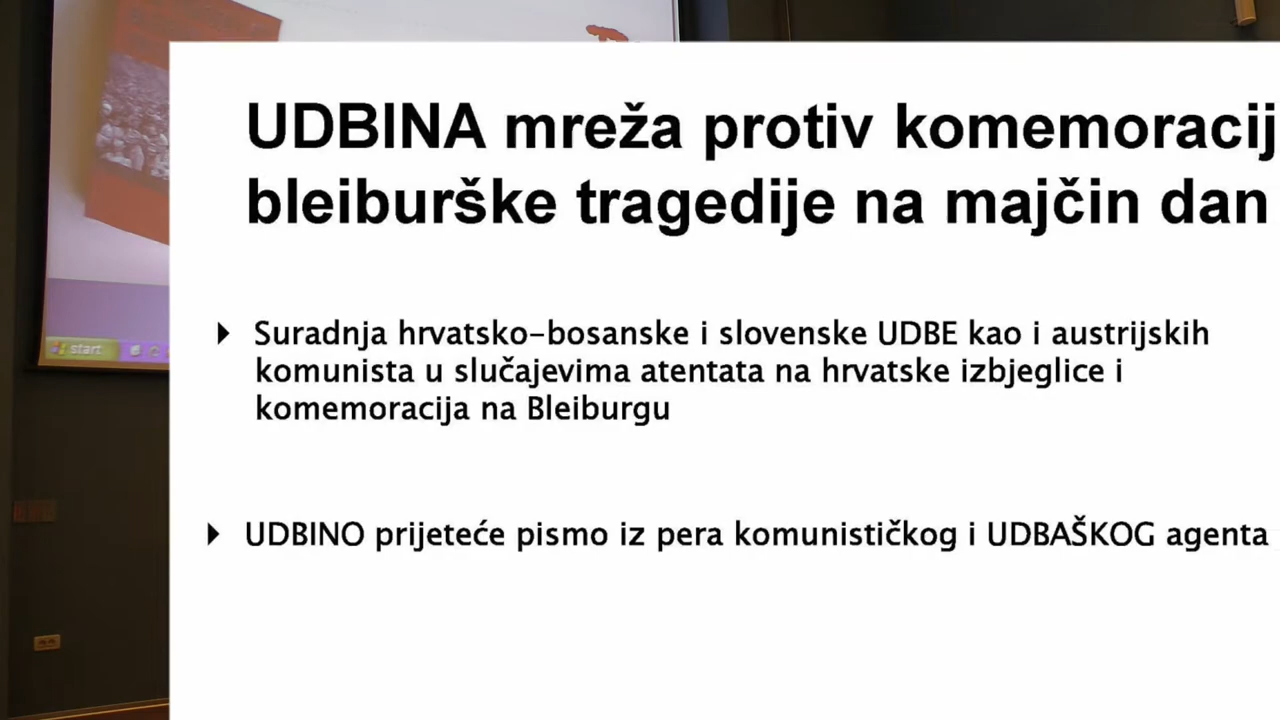 UDBINA mreža protiv komemoracij
bleiburške tragedije na majčin dan
Suradnja hrvatsko-bosanske i slovenske UDBE kao i austrijskih
komunista u slučajevima atentata na hrvatske izbjeglice i
komemoracija na Bleiburgu
UDBINO prijeteće pismo iz pera komunističkog i UDBAŠKOG agenta
start